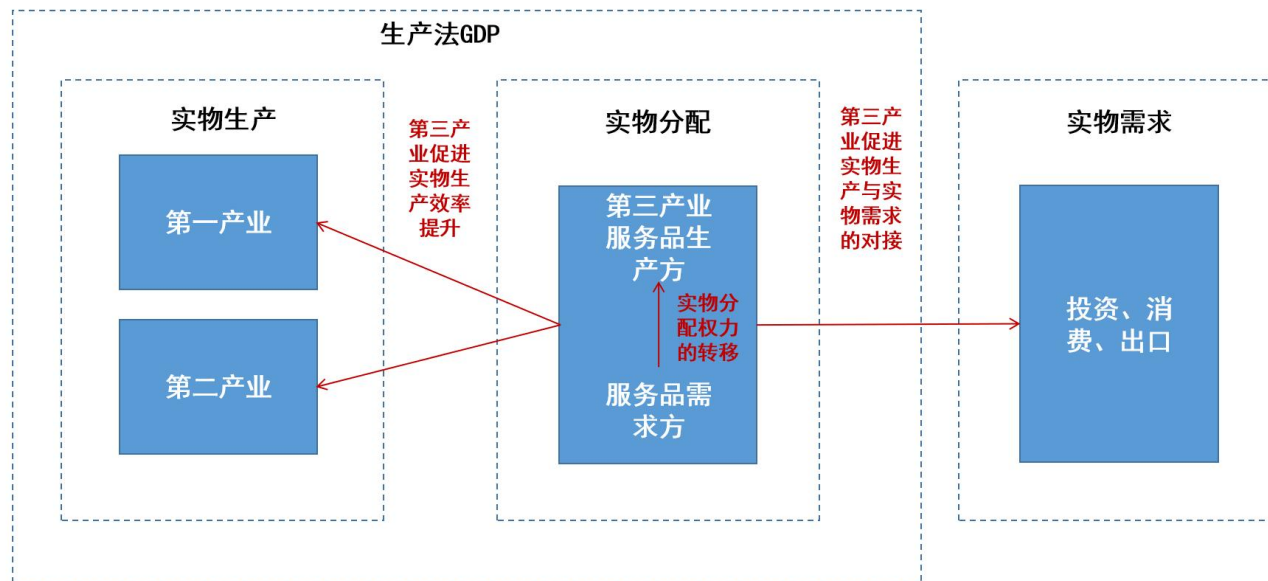 生产法GDP
实物生产
第一产业
第二产业
第三产
业促进
实物生
产效率
提升
实物分配
第三产业
服务品生
产方
实物分
配权力
的转移
服务品需
求方
第三产
业促进
实物生
产与实
物需求
的对接
实物需求
投资、消
费、出口